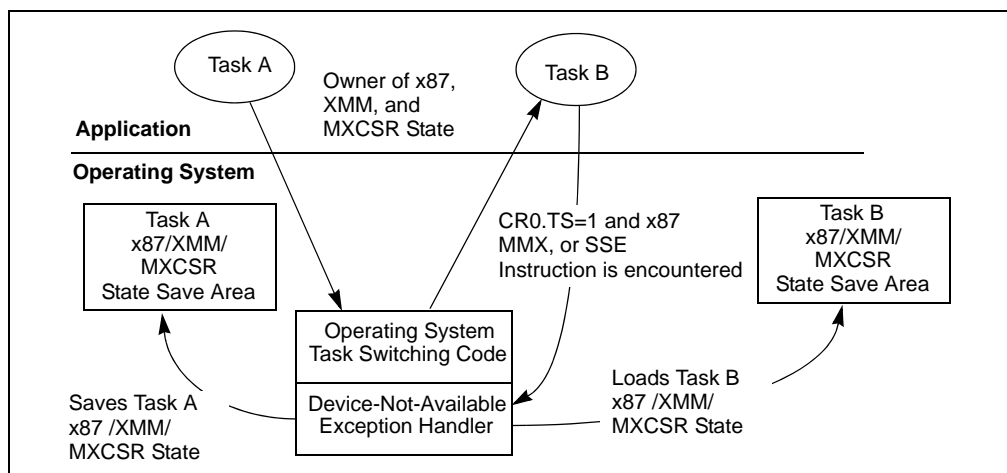 Task A
Owner of x87,
XMM, and
MXCSR State
Task B
Application
Operating System
Task A
x87/XMM/
MXCSR
State Save Area
CR0.TS=1 and x87
MMX, or SSE
Instruction is encountered
Task B
x87/XMM/
MXCSR
State Save Area
Operating System
Task Switching Code
Device-Not-Available
Exception Handler
Saves Task A
x87 /XMM/
MXCSR State
Loads Task B
x87 /XMM/
MXCSR State